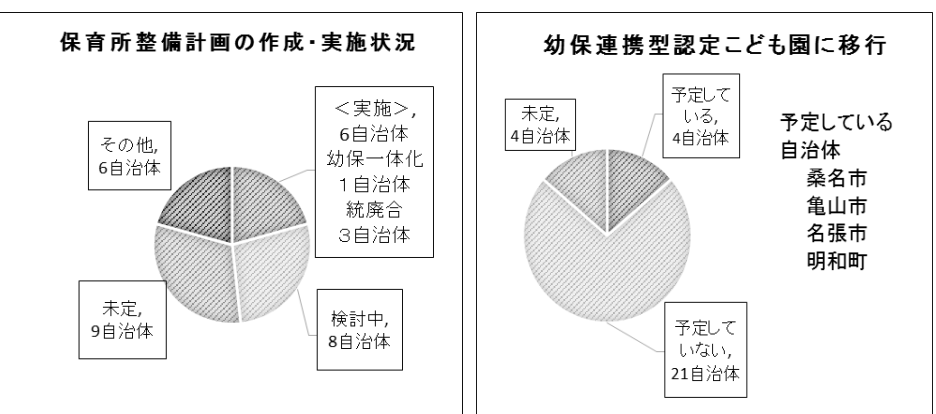 保育所整備計画の作成・実施状況
＜実施＞,
6自治体
幼保一体化
１自治体
統廃合
３自治体
その他,
6自治体
未定,
9自治体
検討中,
8自治体
幼保連携型認定こども園に移行
未定,
4自治体
予定して
いる,
4自治体
予定して
いない,
21自治体
予定している
自治体
桑名市
亀山市
名張市
明和町